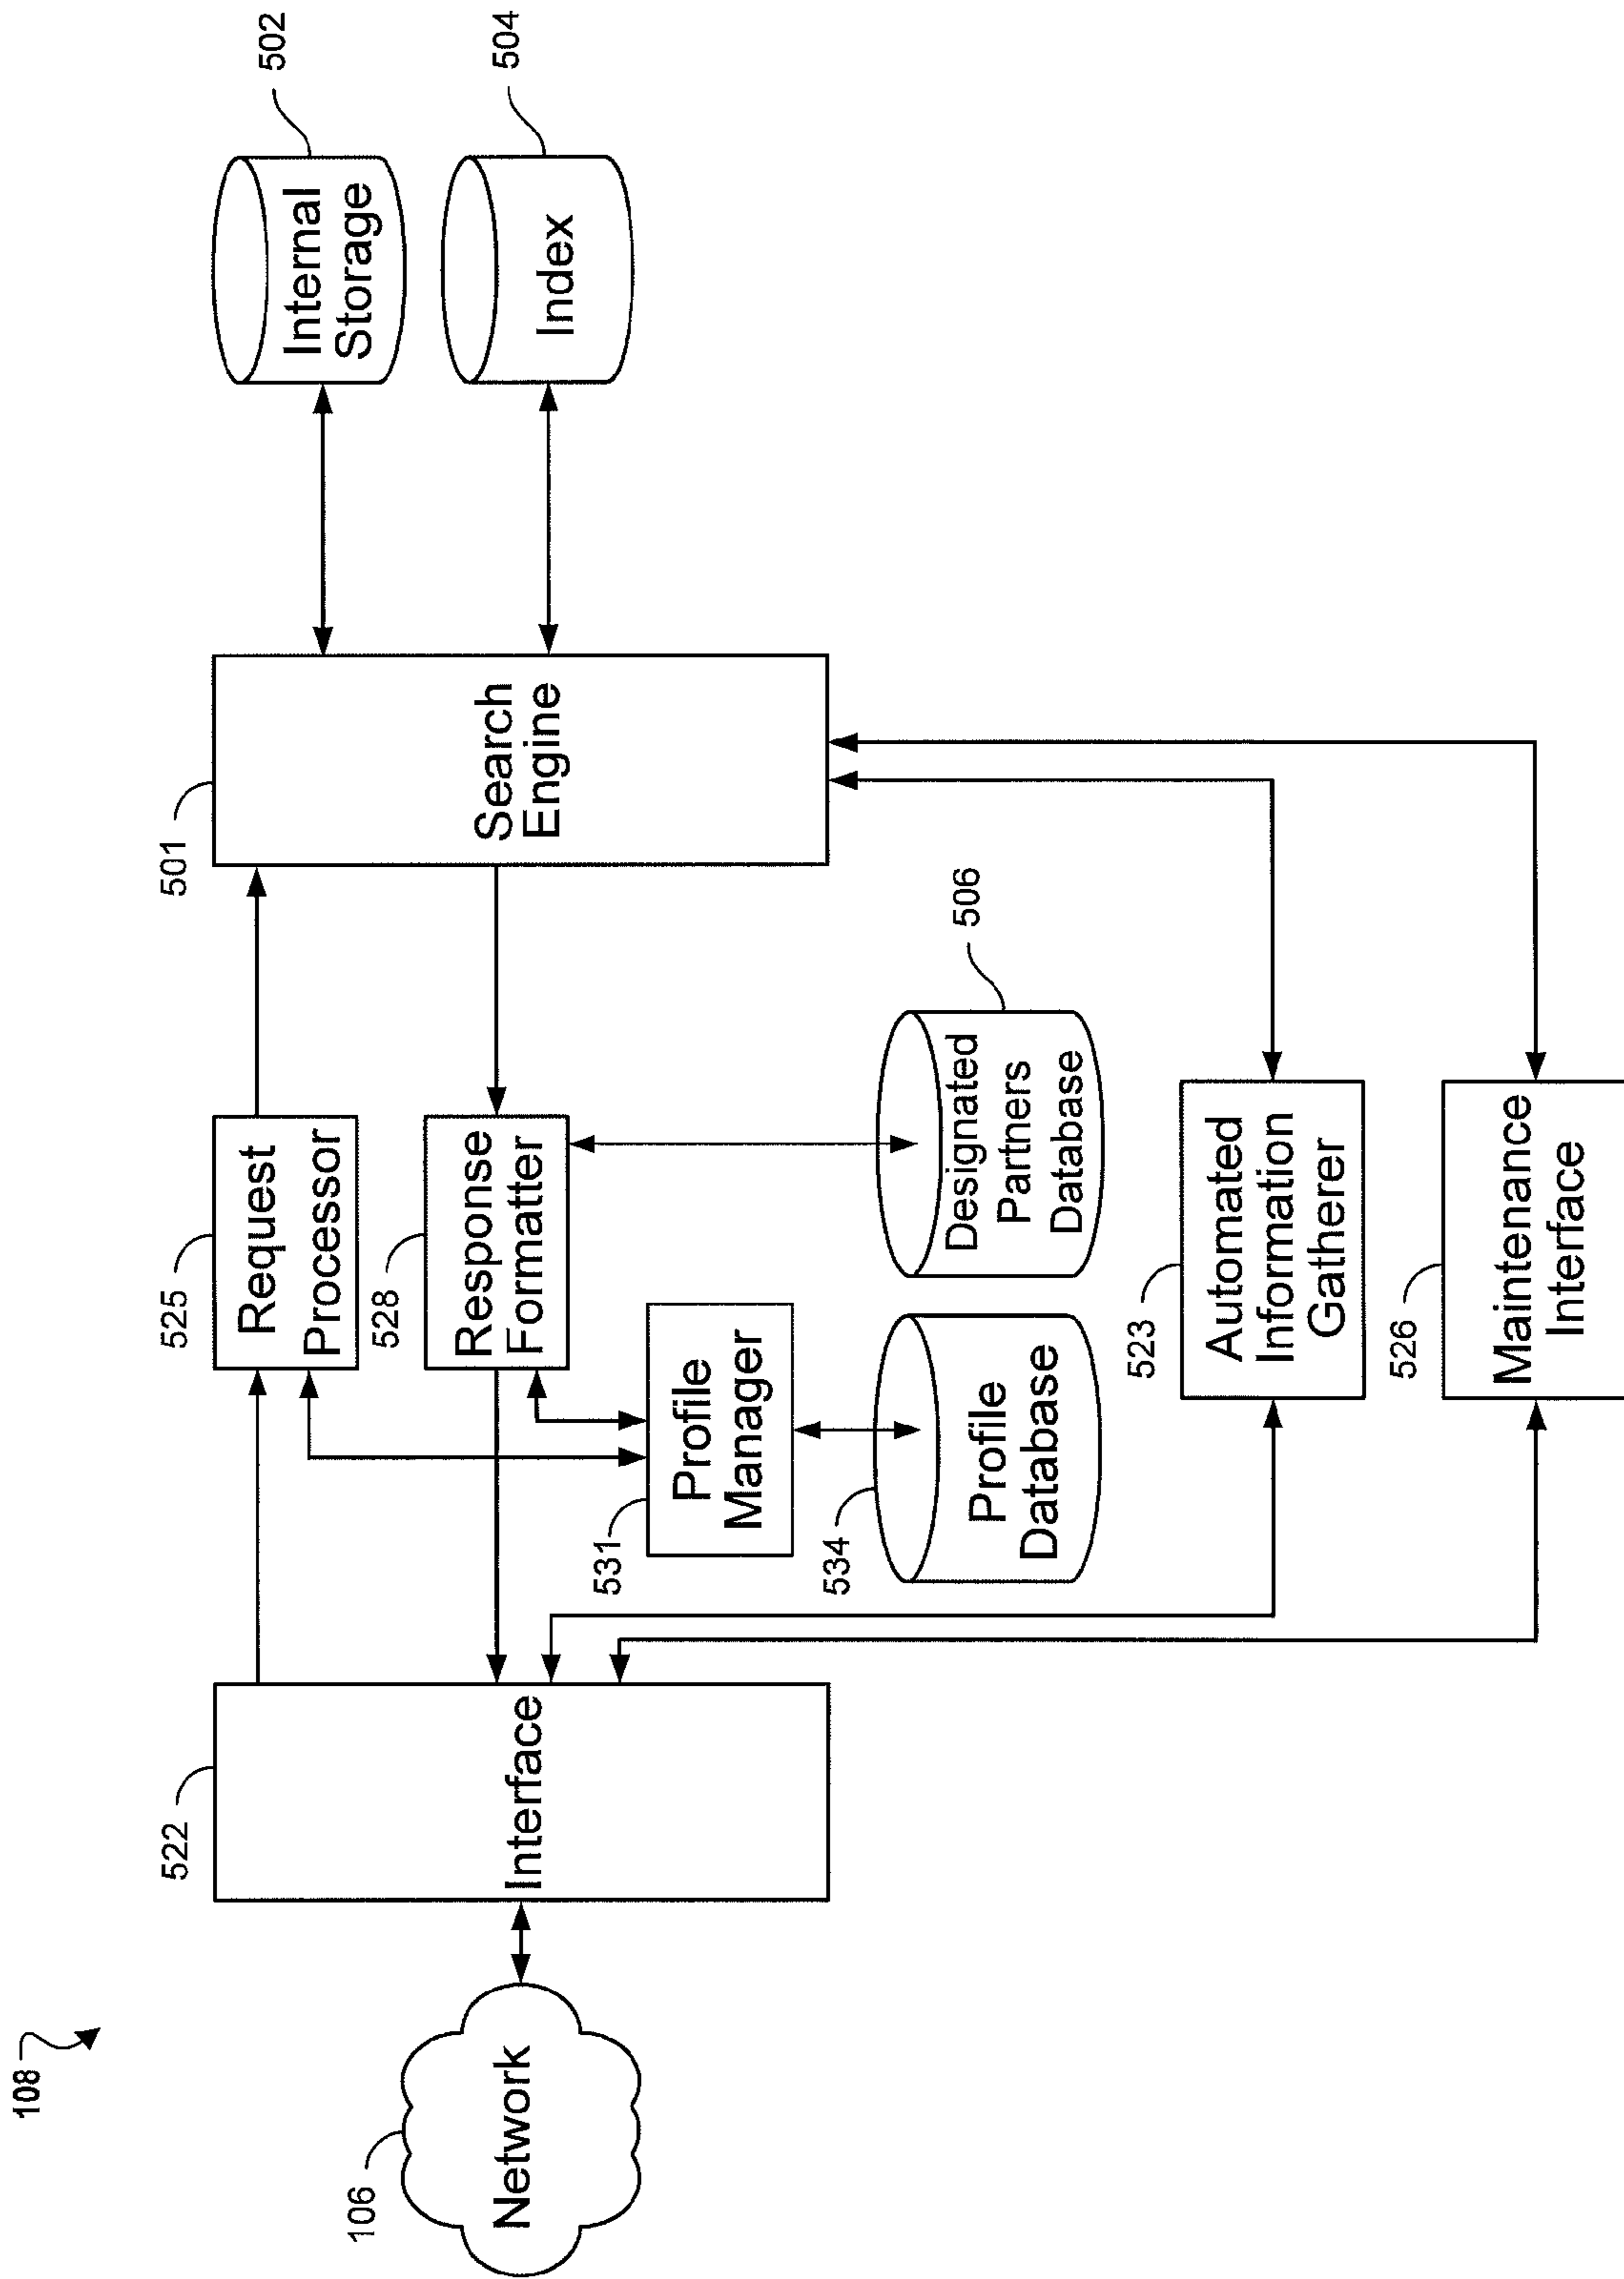 108
106
Network
522
Interface
525
Request
Processor
528
Response
Formatter
531
Profile
Manager
534
Profile
Database
506
Designated
Partners
Database
523
Automated
Information
Gatherer
526
Maintenance
Interface
501
Search
Engine
502
Internal
Storage
504
Index